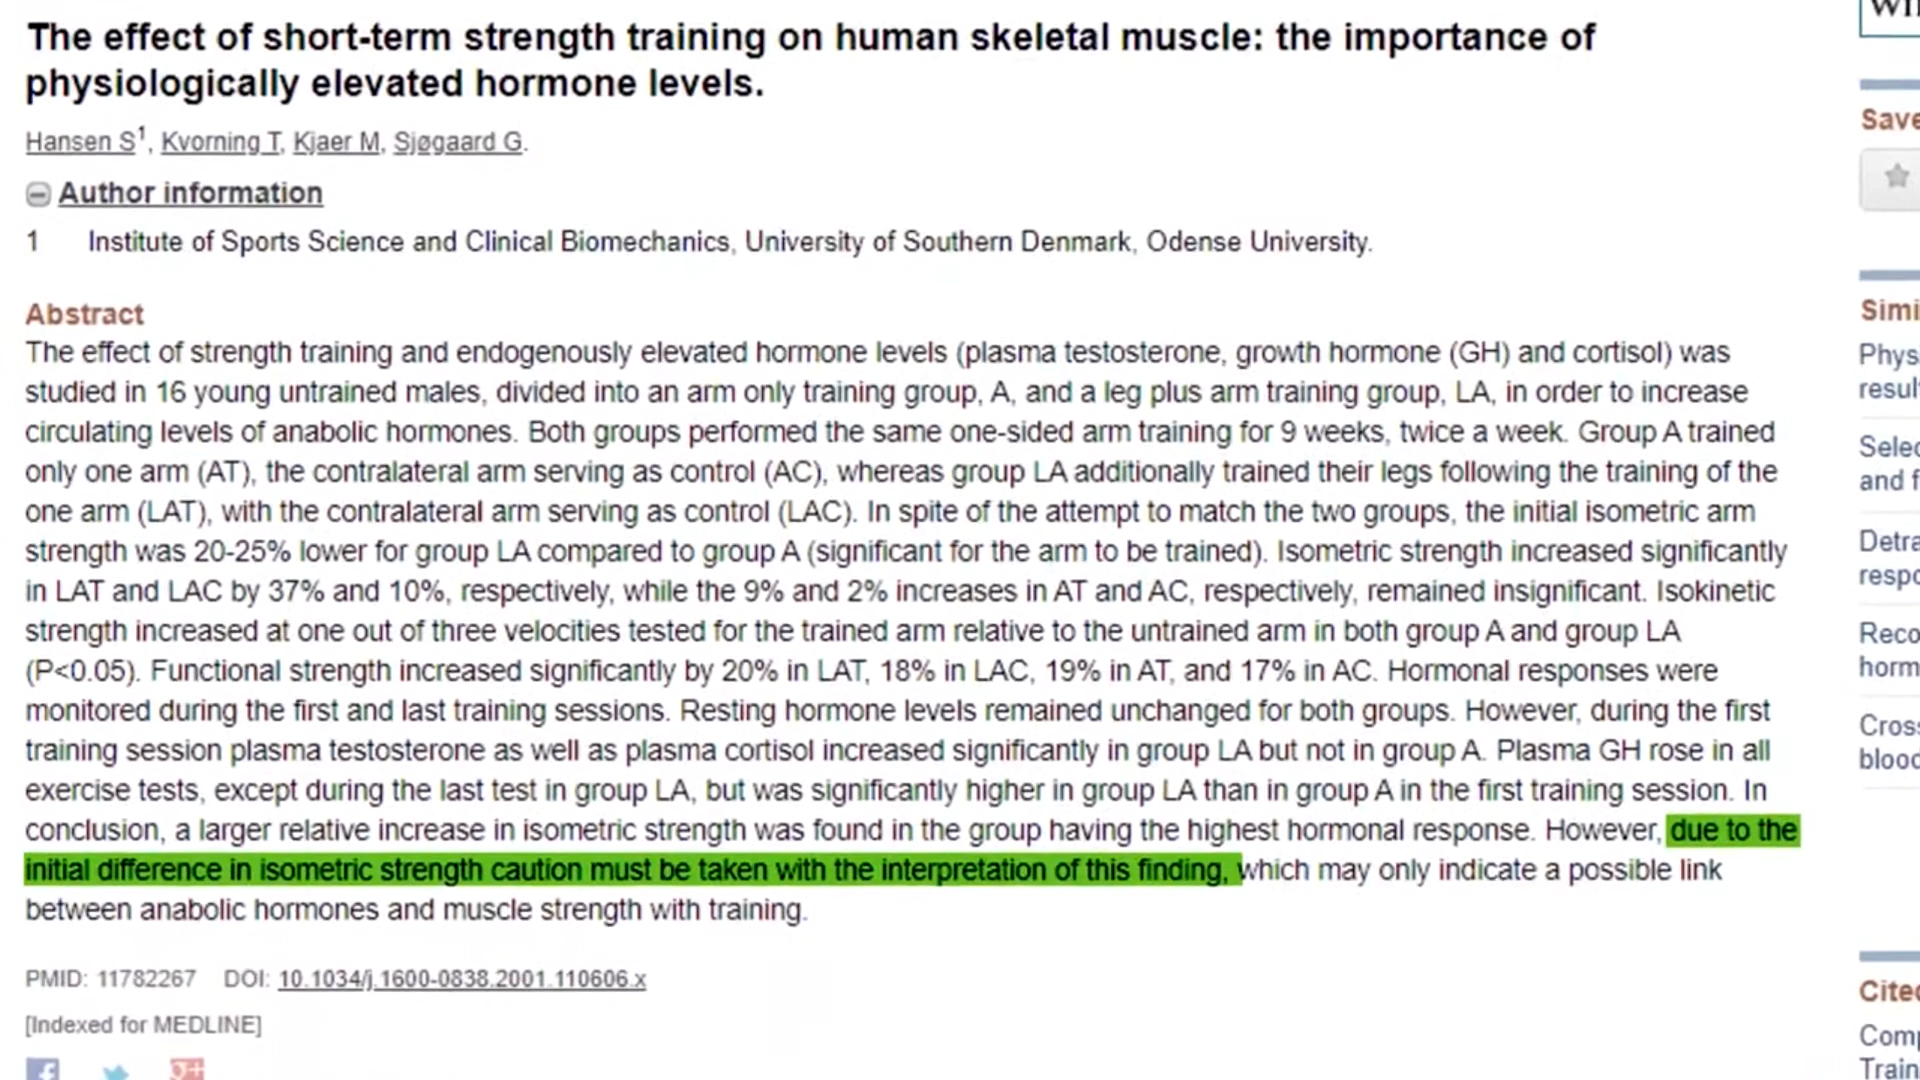 The effect of short-term strength training on human skeletal muscle: the importance of
physiologically elevated hormone levels.
Hansen S1, Kvorning T, Kjaer M, Sjøgaard G.
Author information
1 Institute of Sports Science and Clinical Biomechanics, University of Southern Denmark, Odense University.
Abstract
The effect of strength training and endogenously elevated hormone levels (plasma testosterone, growth hormone (GH) and cortisol) was
studied in 16 young untrained males, divided into an arm only training group, A, and a leg plus arm training group, LA, in order to increase
circulating levels of anabolic hormones. Both groups performed the same one-sided arm training for 9 weeks, twice a week. Group A trained
only one arm (AT), the contralateral arm serving as control (AC), whereas group LA additionally trained their legs following the training of the
one arm (LAT), with the contralateral arm serving as control (LAC). In spite of the attempt to match the two groups, the initial isometric arm
strength was 20-25% lower for group LA compared to group A (significant for the arm to be trained). Isometric strength increased significantly
in LAT and LAC by 37% and 10%, respectively, while the 9% and 2% increases in AT and AC, respectively, remained insignificant. Isokinetic
strength increased at one out of three velocities tested for the trained arm relative to the untrained arm in both group A and group LA
(P<0.05). Functional strength increased significantly by 20% in LAT, 18% in LAC, 19% in AT, and 17% in AC. Hormonal responses were
monitored during the first and last training sessions. Resting hormone levels remained unchanged for both groups. However, during the first
training session plasma testosterone as well as plasma cortisol increased significantly in group LA but not in group A. Plasma GH rose in all
exercise tests, except during the last test in group LA, but was significantly higher in group LA than in group A in the first training session. In
conclusion, a larger relative increase in isometric strength was found in the group having the highest hormonal response. However, due to the
initial difference in isometric strength caution must be taken with the interpretation of this finding, which may only indicate a possible link
between anabolic hormones and muscle strength with training.
PMID: 11782267 DOI: 10.1034/j.1600-0838.2001.110606.x
[Indexed for MEDLINE]
f
g+
Save
Simi
Phys
resul
Selec
and f
Detra
respo
Reco
horm
Cross
blood
Cited
Comp
Train